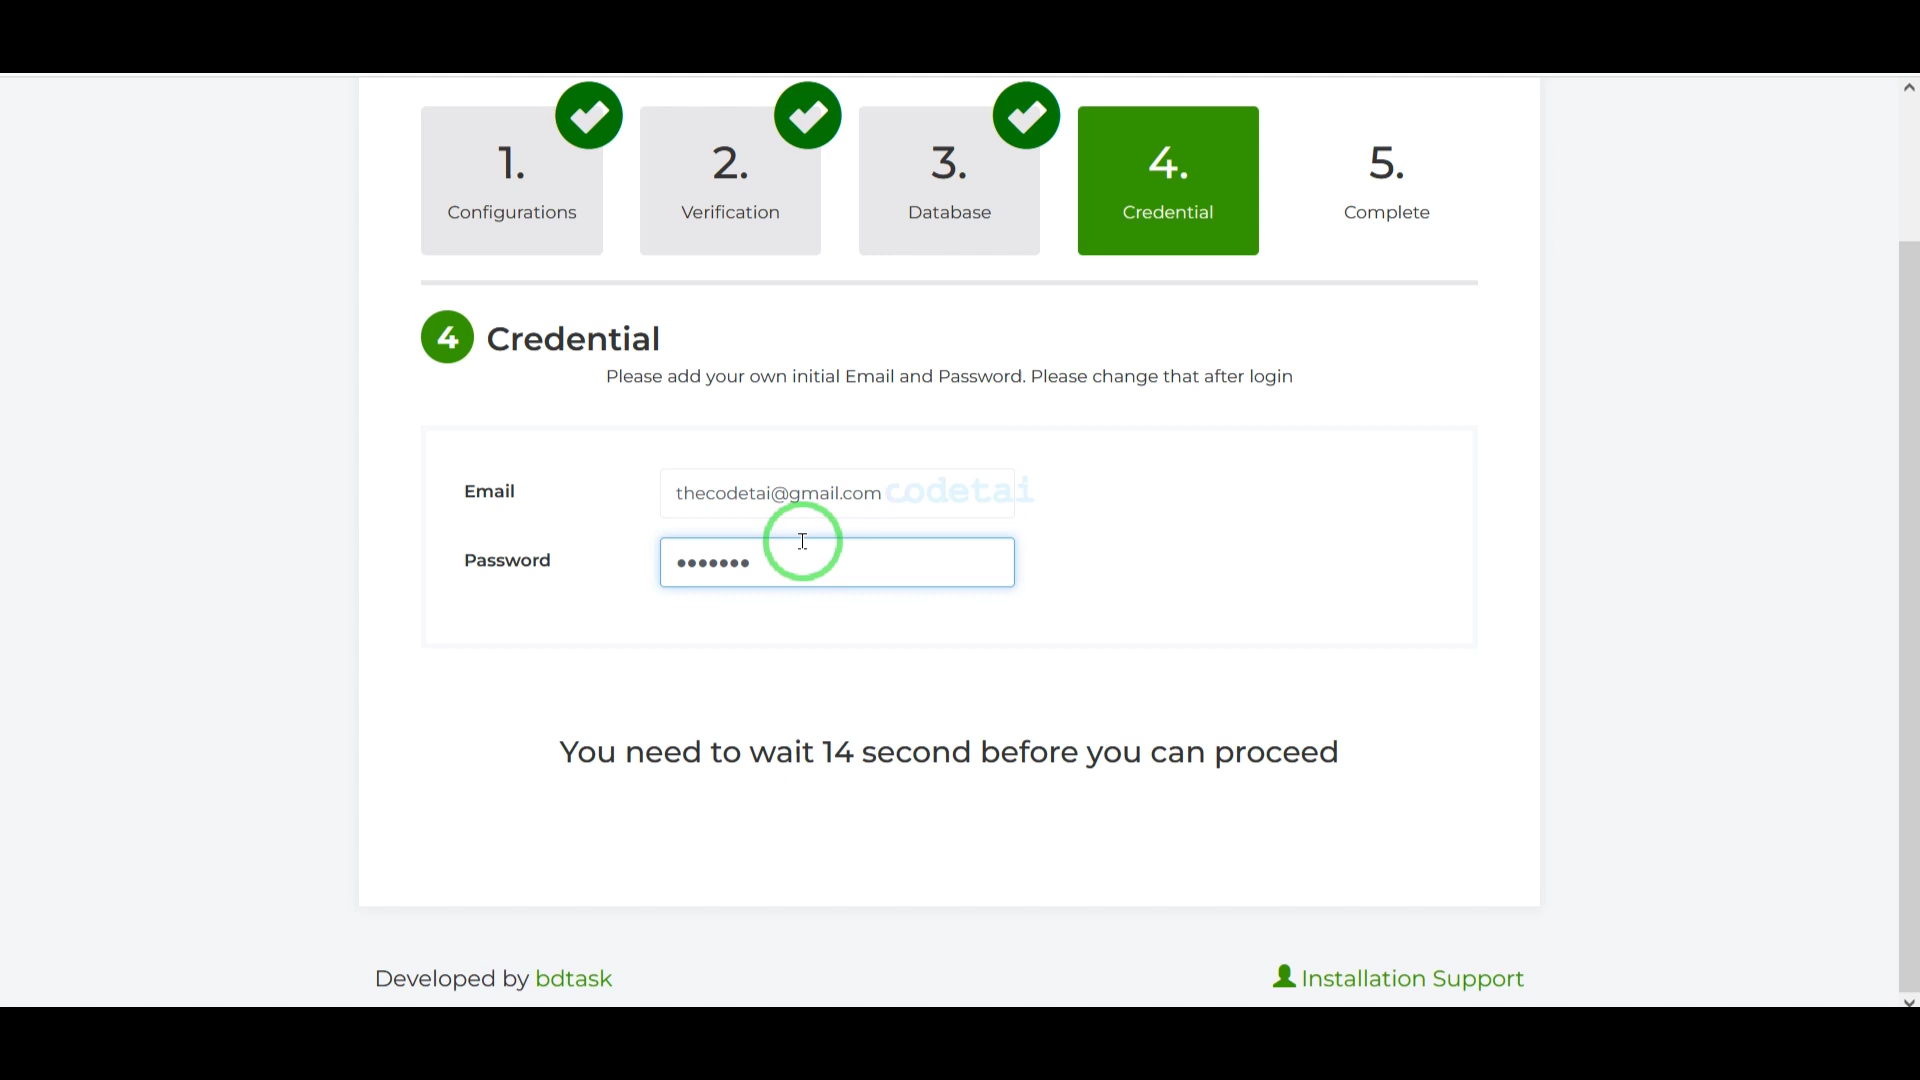 1.
Configurations
2.
Verification
3.
Database
4.
Credential
5.
Complete
4 Credential
Please add your own initial Email and Password. Please change that after login
Email
thecodetai@gmail.com
codetai
Password
•••••••
You need to wait 14 second before you can proceed
Developed by bdtask
Installation Support